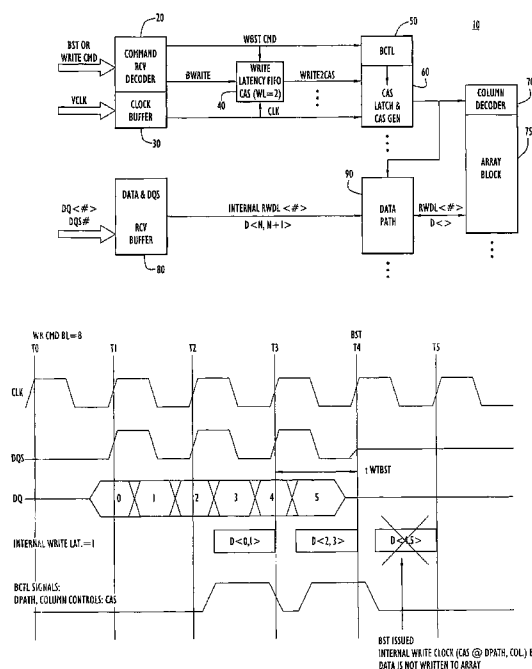 20
50
10
BST OR
WRITE CMD
COMMAND
RCV
DECODER
WBST CMD
BCTL
BWRITE
WRITE
LATENCY FIFO
CAS (WL=2)
WRITE2CAS
40
60
70
VCLK
CLOCK
BUFFER
CLK
CAS
LATCH &
CAS GEN
COLUMN
DECODER
30
75
ARRAY
BLOCK
90
DATA & DQS
DQ<#>
DQS#
RCV
BUFFER
INTERNAL RWDL <#>
D<N, N+1>
DATA
PATH
RWDL <#>
D<>
80
WR CMD BL=8
BST
T0
T1
T2
T3
T4
T5
CLK
DQS
t WTBST
DQ
0
1
2
3
4
5
INTERNAL WRITE LAT.=1
D<0,1>
D<2,3>
D<4,5>
BCTL SIGNALS:
DPATH, COLUMN CONTROLS: CAS
BST ISSUED
INTERNAL WRITE CLOCK (CAS @ DPATH, COL.)
DATA IS NOT WRITTEN TO ARRAY